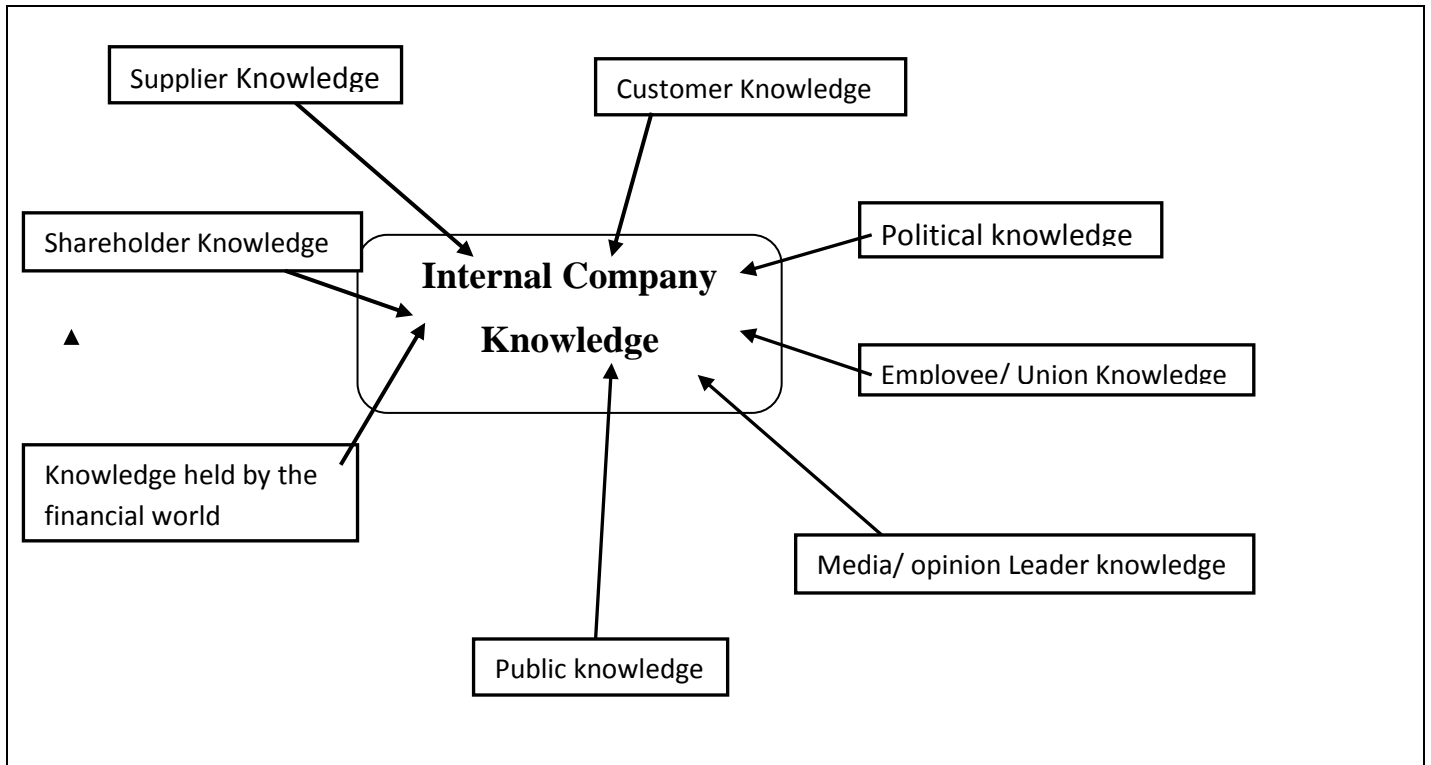 Supplier Knowledge
Customer Knowledge
Shareholder Knowledge
Political knowledge
Internal Company
Knowledge
Employee/ Union Knowledge
Knowledge held by the
financial world
Media/ opinion Leader knowledge
Public knowledge